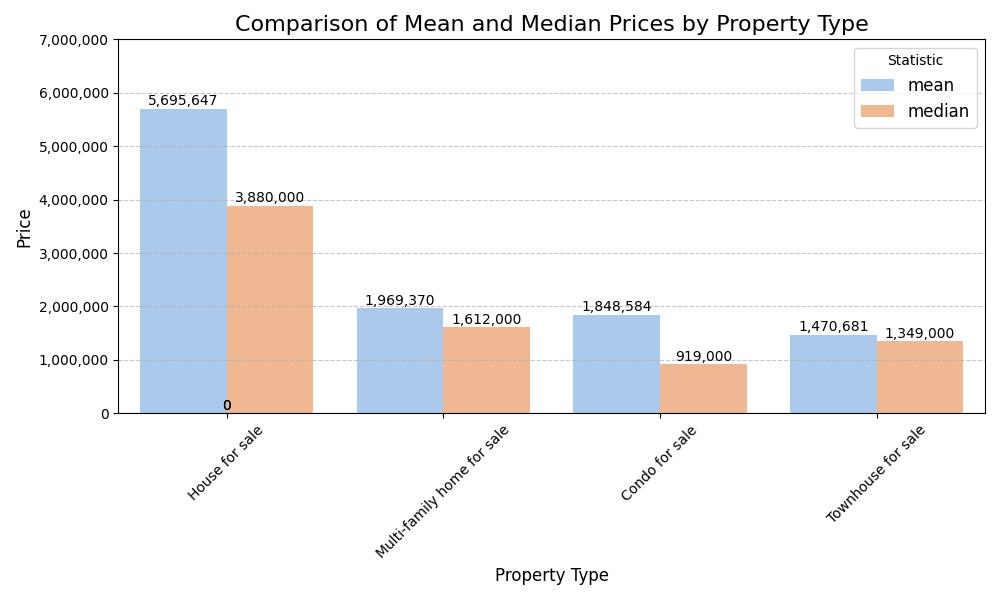 Comparison of Mean and Median Prices by Property Type
7,000,000
6,000,000
5,000,000
4,000,000
3,000,000
2,000,000
1,000,000
0
Price
Statistic
mean
median
5,695,647
3,880,000
1,969,370
1,612,000
1,848,584
919,000
1,470,681
1,349,000
0
House for sale
Multi-family home for sale
Condo for sale
Townhouse for sale
Property Type